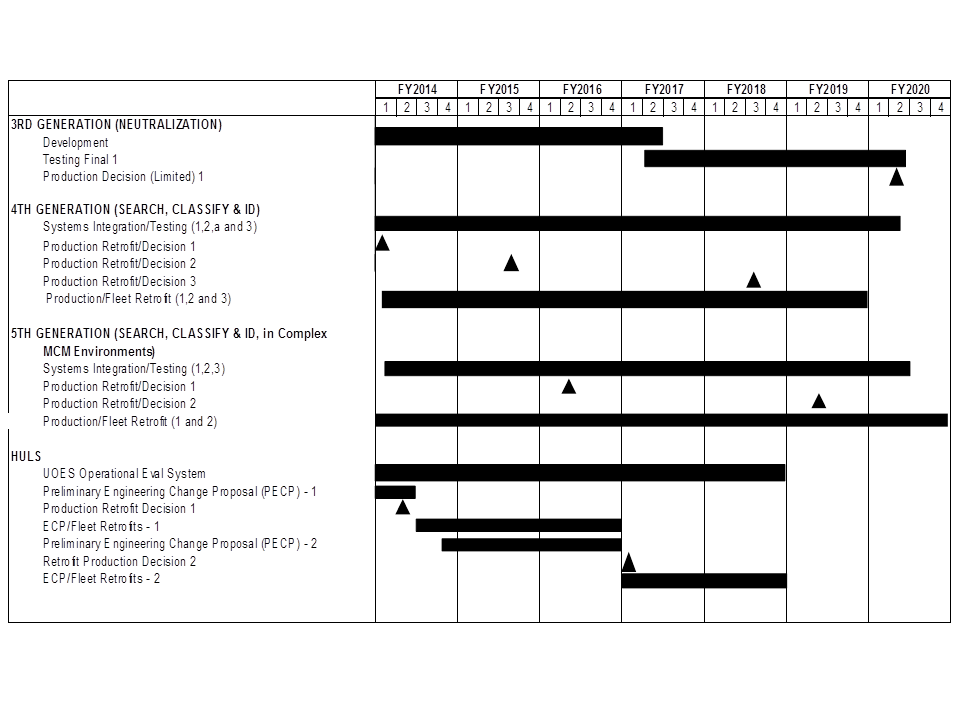 FY2014 FY2015 FY2016 FY2017 FY2018 FY2019 FY2020
1 2 3 4 1 2 3 4 1 2 3 4 1 2 3 4 1 2 3 4 1 2 3 4 1 2 3 4
3RD GENERATION (NEUTRALIZATION)
Development
Testing Final 1
Production Decision (Limited) 1
4TH GENERATION (SEARCH, CLASSIFY & ID)
Systems Integration/Testing (1,2,a and 3)
Production Retrofit/Decision 1
Production Retrofit/Decision 2
Production Retrofit/Decision 3
Production/Fleet Retrofit (1,2 and 3)
5TH GENERATION (SEARCH, CLASSIFY & ID, in Complex
MCM Environments)
Systems Integration/Testing (1,2,3)
Production Retrofit/Decision 1
Production Retrofit/Decision 2
Production/Fleet Retrofit (1 and 2)
HULS
UOES Operational Eval System
Preliminary Engineering Change Proposal (PECP) - 1
Production Retrofit Decision 1
ECP/Fleet Retrofits - 1
Preliminary Engineering Change Proposal (PECP) - 2
Retrofit Production Decision 2
ECP/Fleet Retrofits - 2